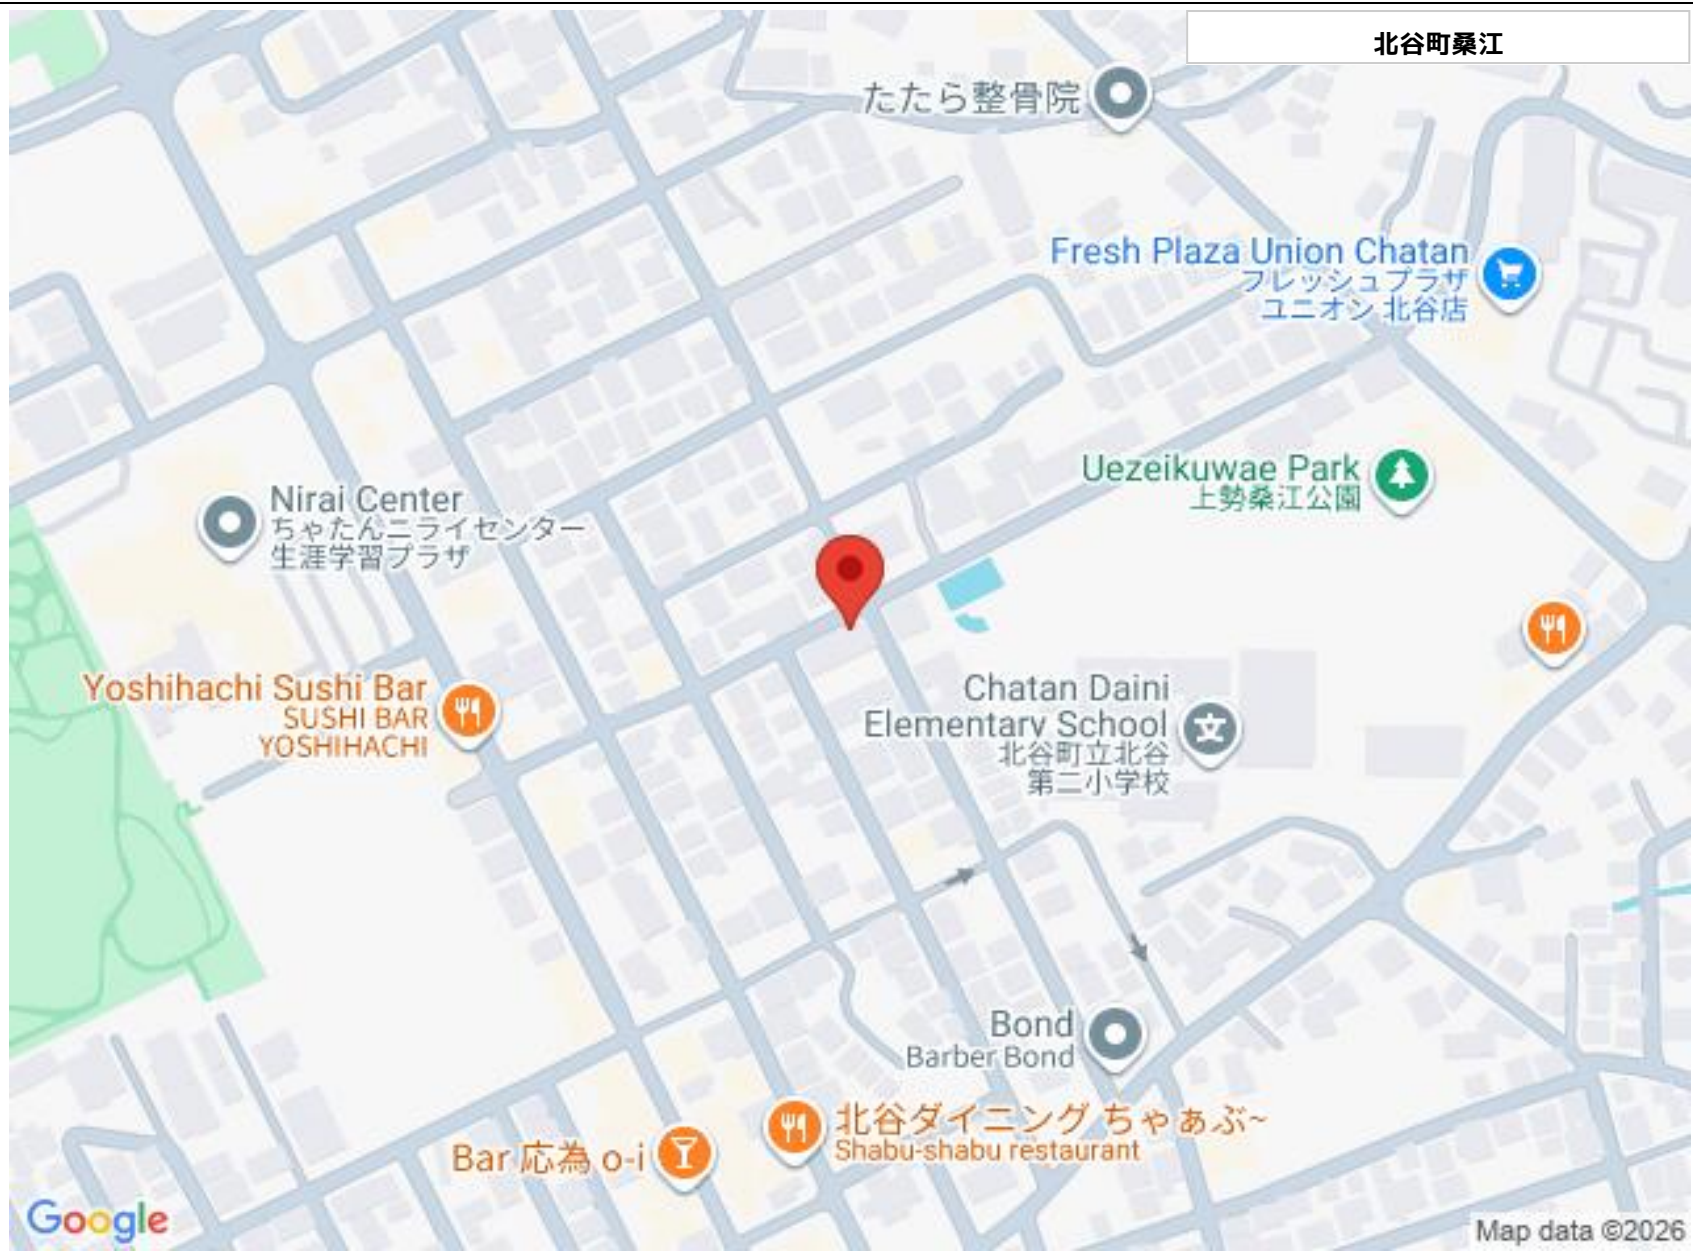 北谷町桑江
たたら整骨院
Fresh Plaza Union Chatan
フレッシュプラザ
ユニオン 北谷店
Uezeikuwae Park
上勢桑江公園
Nirai Center
ちゃたんニライセンター
生涯学習プラザ
Yoshihachi Sushi Bar
SUSHI BAR
YOSHIHACHI
Chatan Daini
Elementary School
北谷町立北谷
第二小学校
文
Bond
Barber Bond
北谷ダイニング ちゃぁぶ~
Shabu-shabu restaurant
Bar 応為 o-i
Google
Map data ©2026